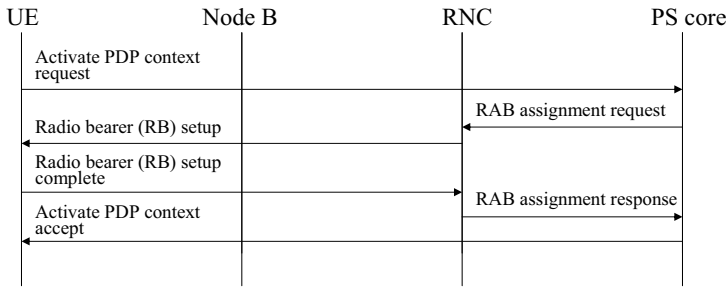 UE Node B RNC PS core
Activate PDP context
request
RAB assignment request
Radio bearer (RB) setup
Radio bearer (RB) setup
complete
RAB assignment response
Activate PDP context
accept